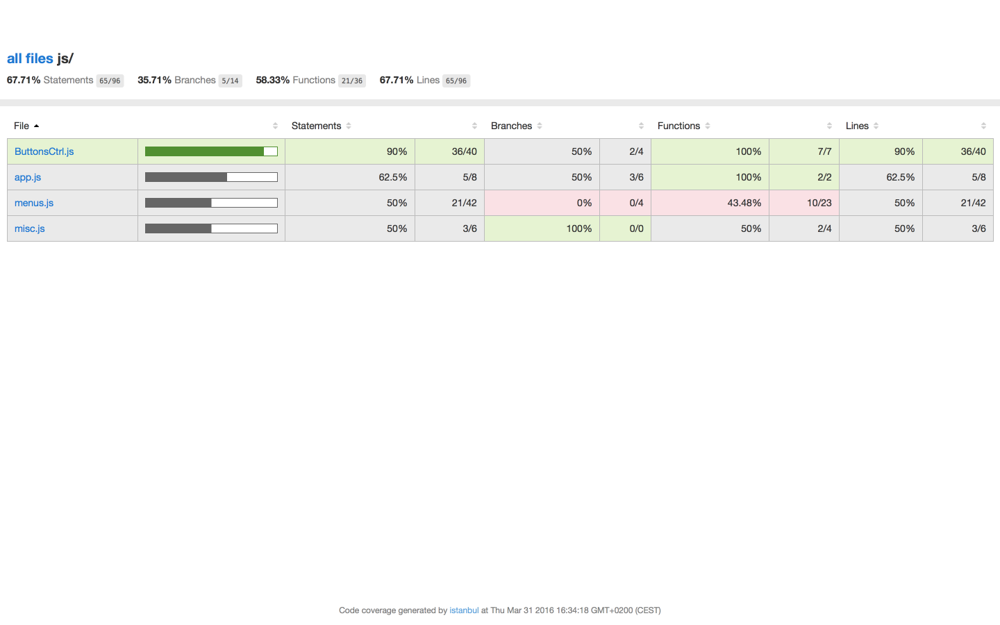 all files js/
67.71% Statements 65/96 35.71% Branches 5/14 58.33% Functions 21/36 67.71% Lines 65/96
File Statements Branches Functions Lines
ButtonsCtrl.js 90% 36/40 50% 2/4 100% 7/7 90% 36/40
app.js 62.5% 5/8 50% 3/6 100% 2/2 62.5% 5/8
menus.js 50% 21/42 0% 0/4 43.48% 10/23 50% 21/42
misc.js 50% 3/6 100% 0/0 50% 2/4 50% 3/6
Code coverage generated by istanbul at Thu Mar 31 2016 16:34:18 GMT+0200 (CEST)